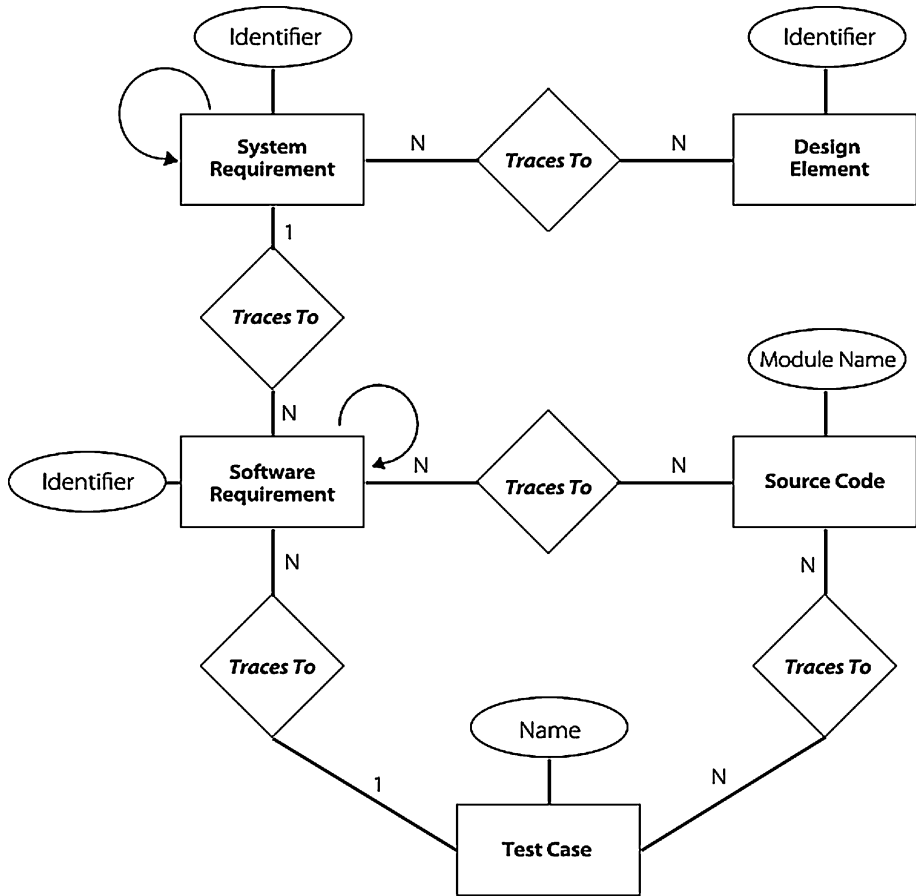 Identifier
Identifier
System
Requirement
N
Traces To
N
Design
Element
1
Traces To
N
Module Name
Identifier
Software
Requirement
N
Traces To
N
Source Code
N
N
Traces To
Traces To
Name
1
N
Test Case